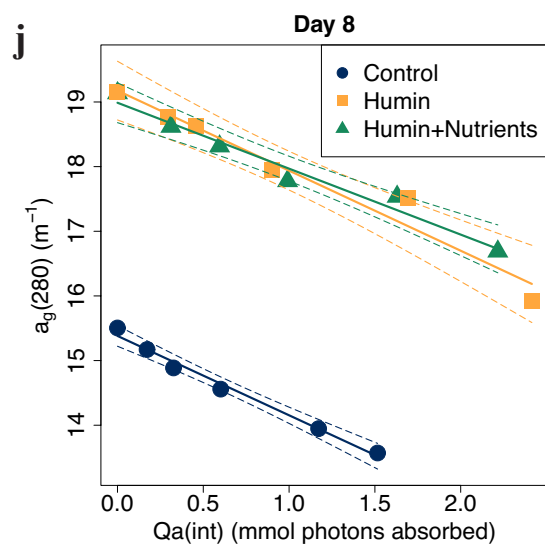 j
Day 8
Control
Humin
Humin+Nutrients
a_g(280) (m⁻¹)
19
18
17
16
15
14
0.0 0.5 1.0 1.5 2.0
Qa(int) (mmol photons absorbed)